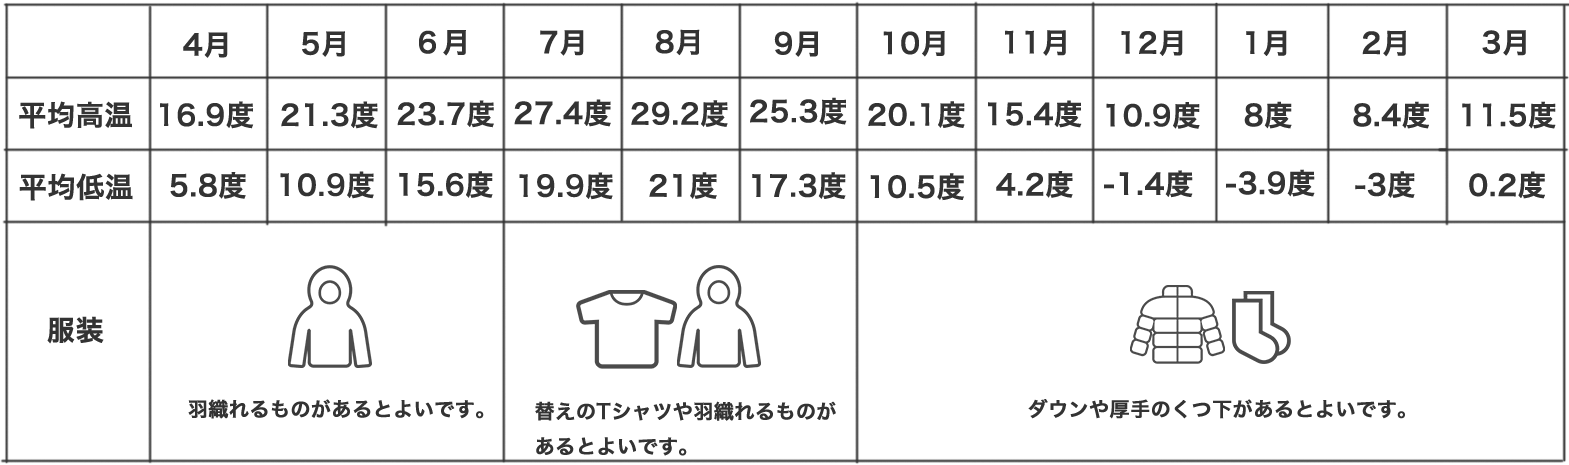 4月 5月 6月 7月 8月 9月 10月 11月 12月 1月 2月 3月
平均高温 16.9度 21.3度 23.7度 27.4度 29.2度 25.3度 20.1度 15.4度 10.9度 8度 8.4度 11.5度
平均低温 5.8度 10.9度 15.6度 19.9度 21度 17.3度 10.5度 4.2度 -1.4度 -3.9度 -3度 0.2度
服装
羽織れるものがあるとよいです。
替えのTシャツや羽織れるものが
あるとよいです。
ダウンや厚手のくつ下があるとよいです。